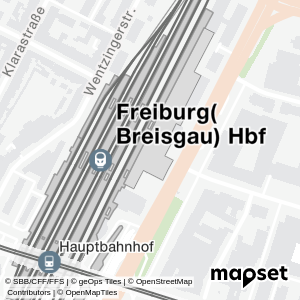 Klarastraße
Wentzingerstr.
Freiburg(
Breisgau) Hbf
Hauptbahnhof
mapset
© SBB/CFF/FFS | © geOps Tiles | © OpenStreetMap
Contributors | © OpenMapTiles